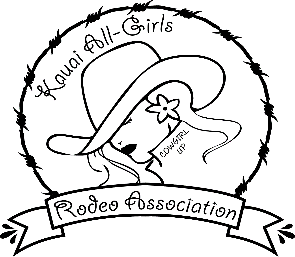 Kauai All-Girls
COWGIRL
UP
Rodeo Association